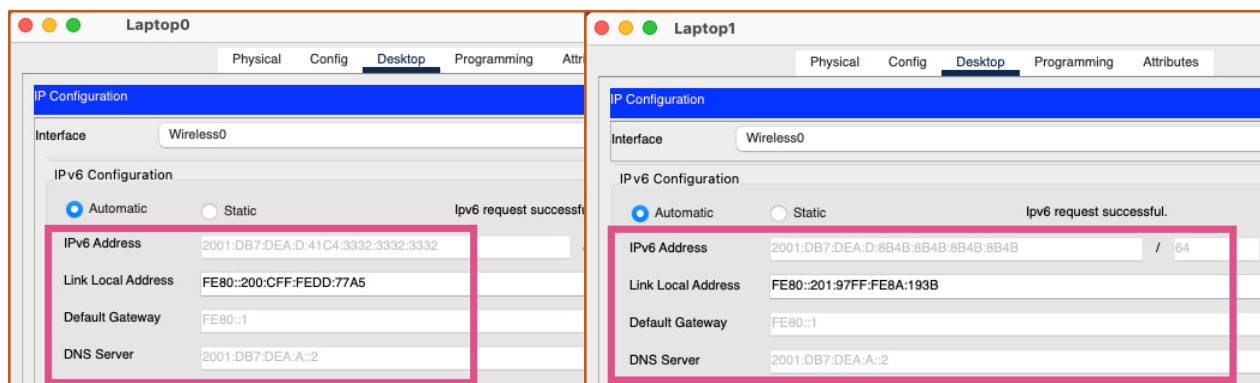 Laptop0
Physical Config Desktop Programming Attri
IP Configuration
Interface Wireless0
IPv6 Configuration
Automatic Static Ipv6 request successfu
IPv6 Address 2001:DB7:DEA:D:41C4:3332:3332:3332
Link Local Address FE80::200:CFF:FEDD:77A5
Default Gateway FE80::1
DNS Server 2001:DB7:DEA:A::2
Laptop1
Physical Config Desktop Programming Attributes
IP Configuration
Interface Wireless0
IPv6 Configuration
Automatic Static Ipv6 request successful.
IPv6 Address 2001:DB7:DEA:D:8B4B:8B4B:8B4B:8B4B / 64
Link Local Address FE80::201:97FF:FE8A:193B
Default Gateway FE80::1
DNS Server 2001:DB7:DEA:A::2